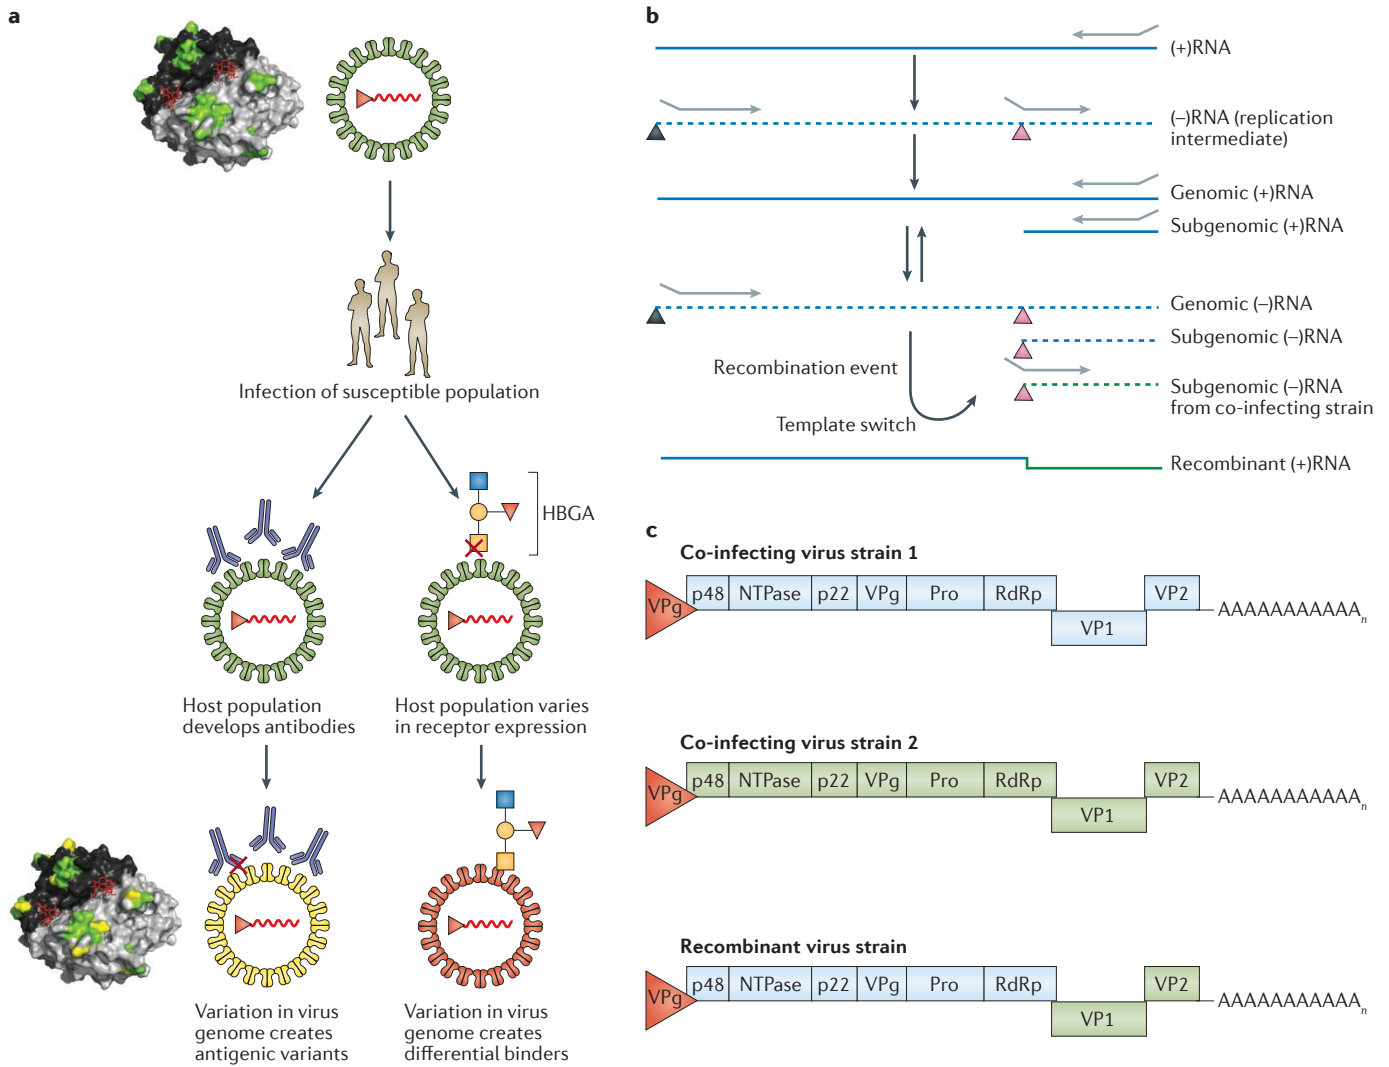 a
Infection of susceptible population
HBGA
Host population
develops antibodies
Host population varies
in receptor expression
Variation in virus
genome creates
antigenic variants
Variation in virus
genome creates
differential binders
b
(+)RNA
(–)RNA (replication
intermediate)
Genomic (+)RNA
Subgenomic (+)RNA
Genomic (–)RNA
Subgenomic (–)RNA
Recombination event
Subgenomic (–)RNA
from co-infecting strain
Template switch
Recombinant (+)RNA
c
Co-infecting virus strain 1
VPg p48 NTPase p22 VPg Pro RdRp VP1 VP2 AAAAAAAAAAAn
Co-infecting virus strain 2
VPg p48 NTPase p22 VPg Pro RdRp VP1 VP2 AAAAAAAAAAAn
Recombinant virus strain
VPg p48 NTPase p22 VPg Pro RdRp VP1 VP2 AAAAAAAAAAAn